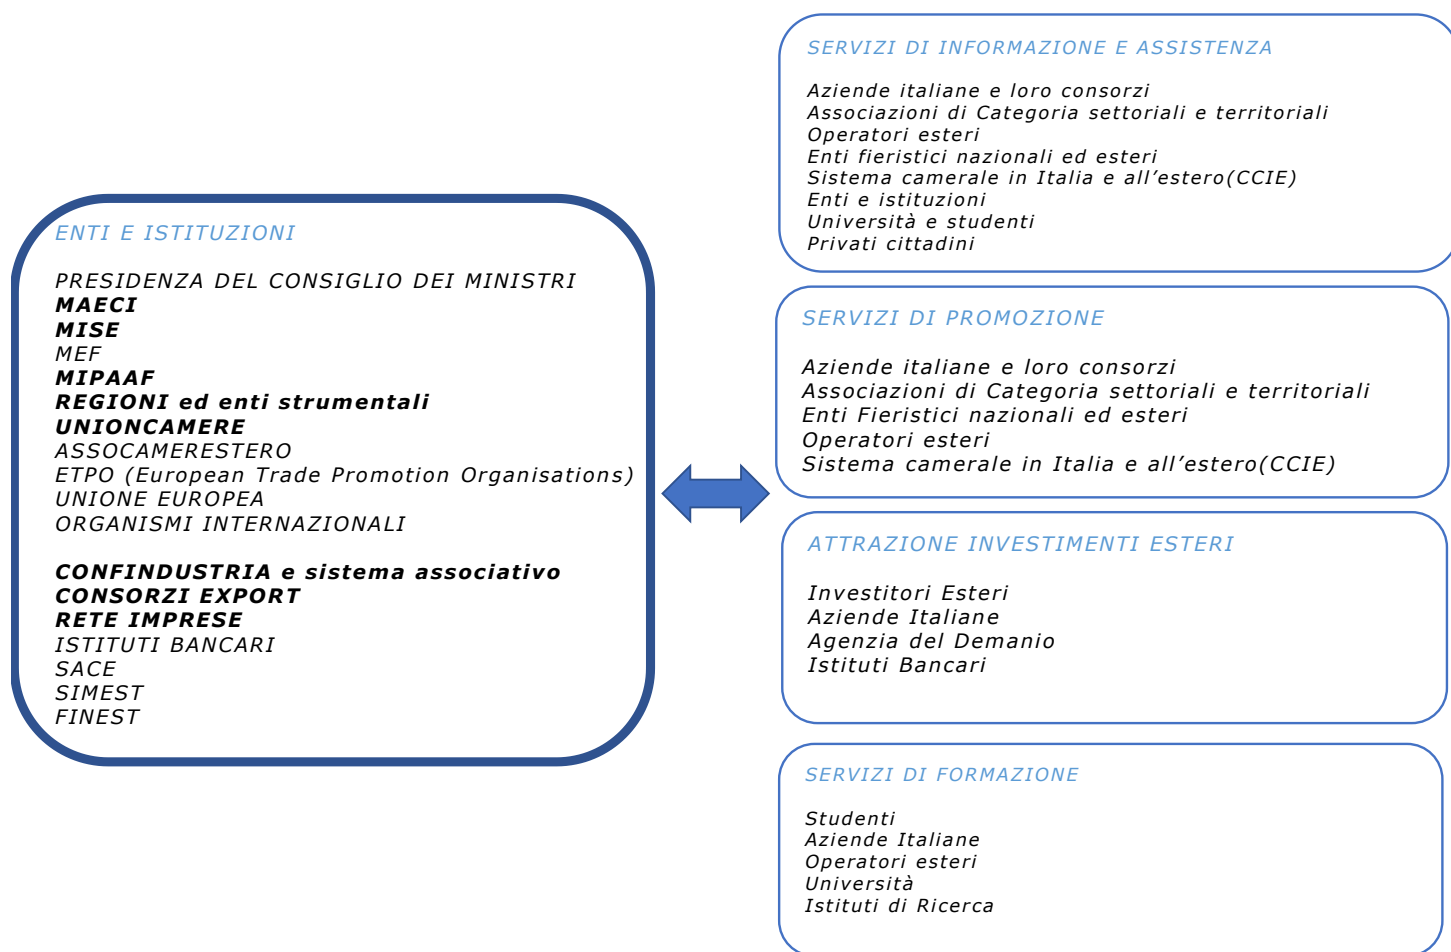 ENTI E ISTITUZIONI
PRESIDENZA DEL CONSIGLIO DEI MINISTRI
MAECI
MISE
MEF
MIPAAF
REGIONI ed enti strumentali
UNIONCAMERE
ASSOCAMERESTERO
ETPO (European Trade Promotion Organisations)
UNIONE EUROPEA
ORGANISMI INTERNAZIONALI
CONFINDUSTRIA e sistema associativo
CONSORZI EXPORT
RETE IMPRESE
ISTITUTI BANCARI
SACE
SIMEST
FINEST
SERVIZI DI INFORMAZIONE E ASSISTENZA
Aziende italiane e loro consorzi
Associazioni di Categoria settoriali e territoriali
Operatori esteri
Enti fieristici nazionali ed esteri
Sistema camerale in Italia e all’estero(CCIE)
Enti e istituzioni
Università e studenti
Privati cittadini
SERVIZI DI PROMOZIONE
Aziende italiane e loro consorzi
Associazioni di Categoria settoriali e territoriali
Enti Fieristici nazionali ed esteri
Operatori esteri
Sistema camerale in Italia e all’estero(CCIE)
ATTRAZIONE INVESTIMENTI ESTERI
Investitori Esteri
Aziende Italiane
Agenzia del Demanio
Istituti Bancari
SERVIZI DI FORMAZIONE
Studenti
Aziende Italiane
Operatori esteri
Università
Istituti di Ricerca